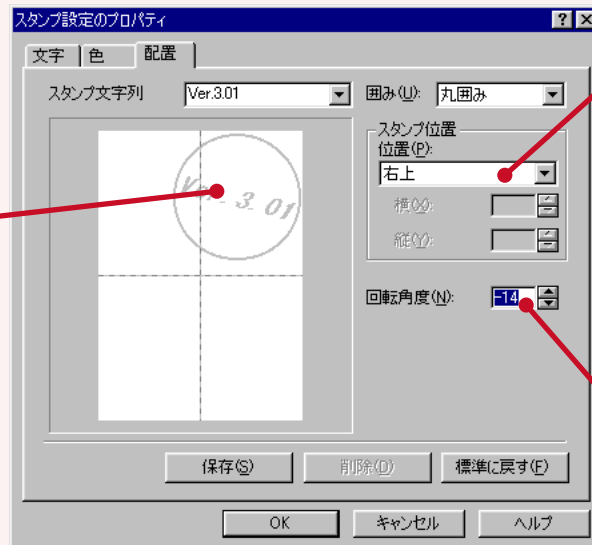 スタンプ設定のプロパティ
文字 色 配置
スタンプ文字列 Ver.3.01 囲み(U): 丸囲み
スタンプ位置
位置(P):
右上
横(X):
縦(Y):
Ver. 3. 01
回転角度(N): -14
保存(S) 削除(D) 標準に戻す(F)
OK キャンセル ヘルプ